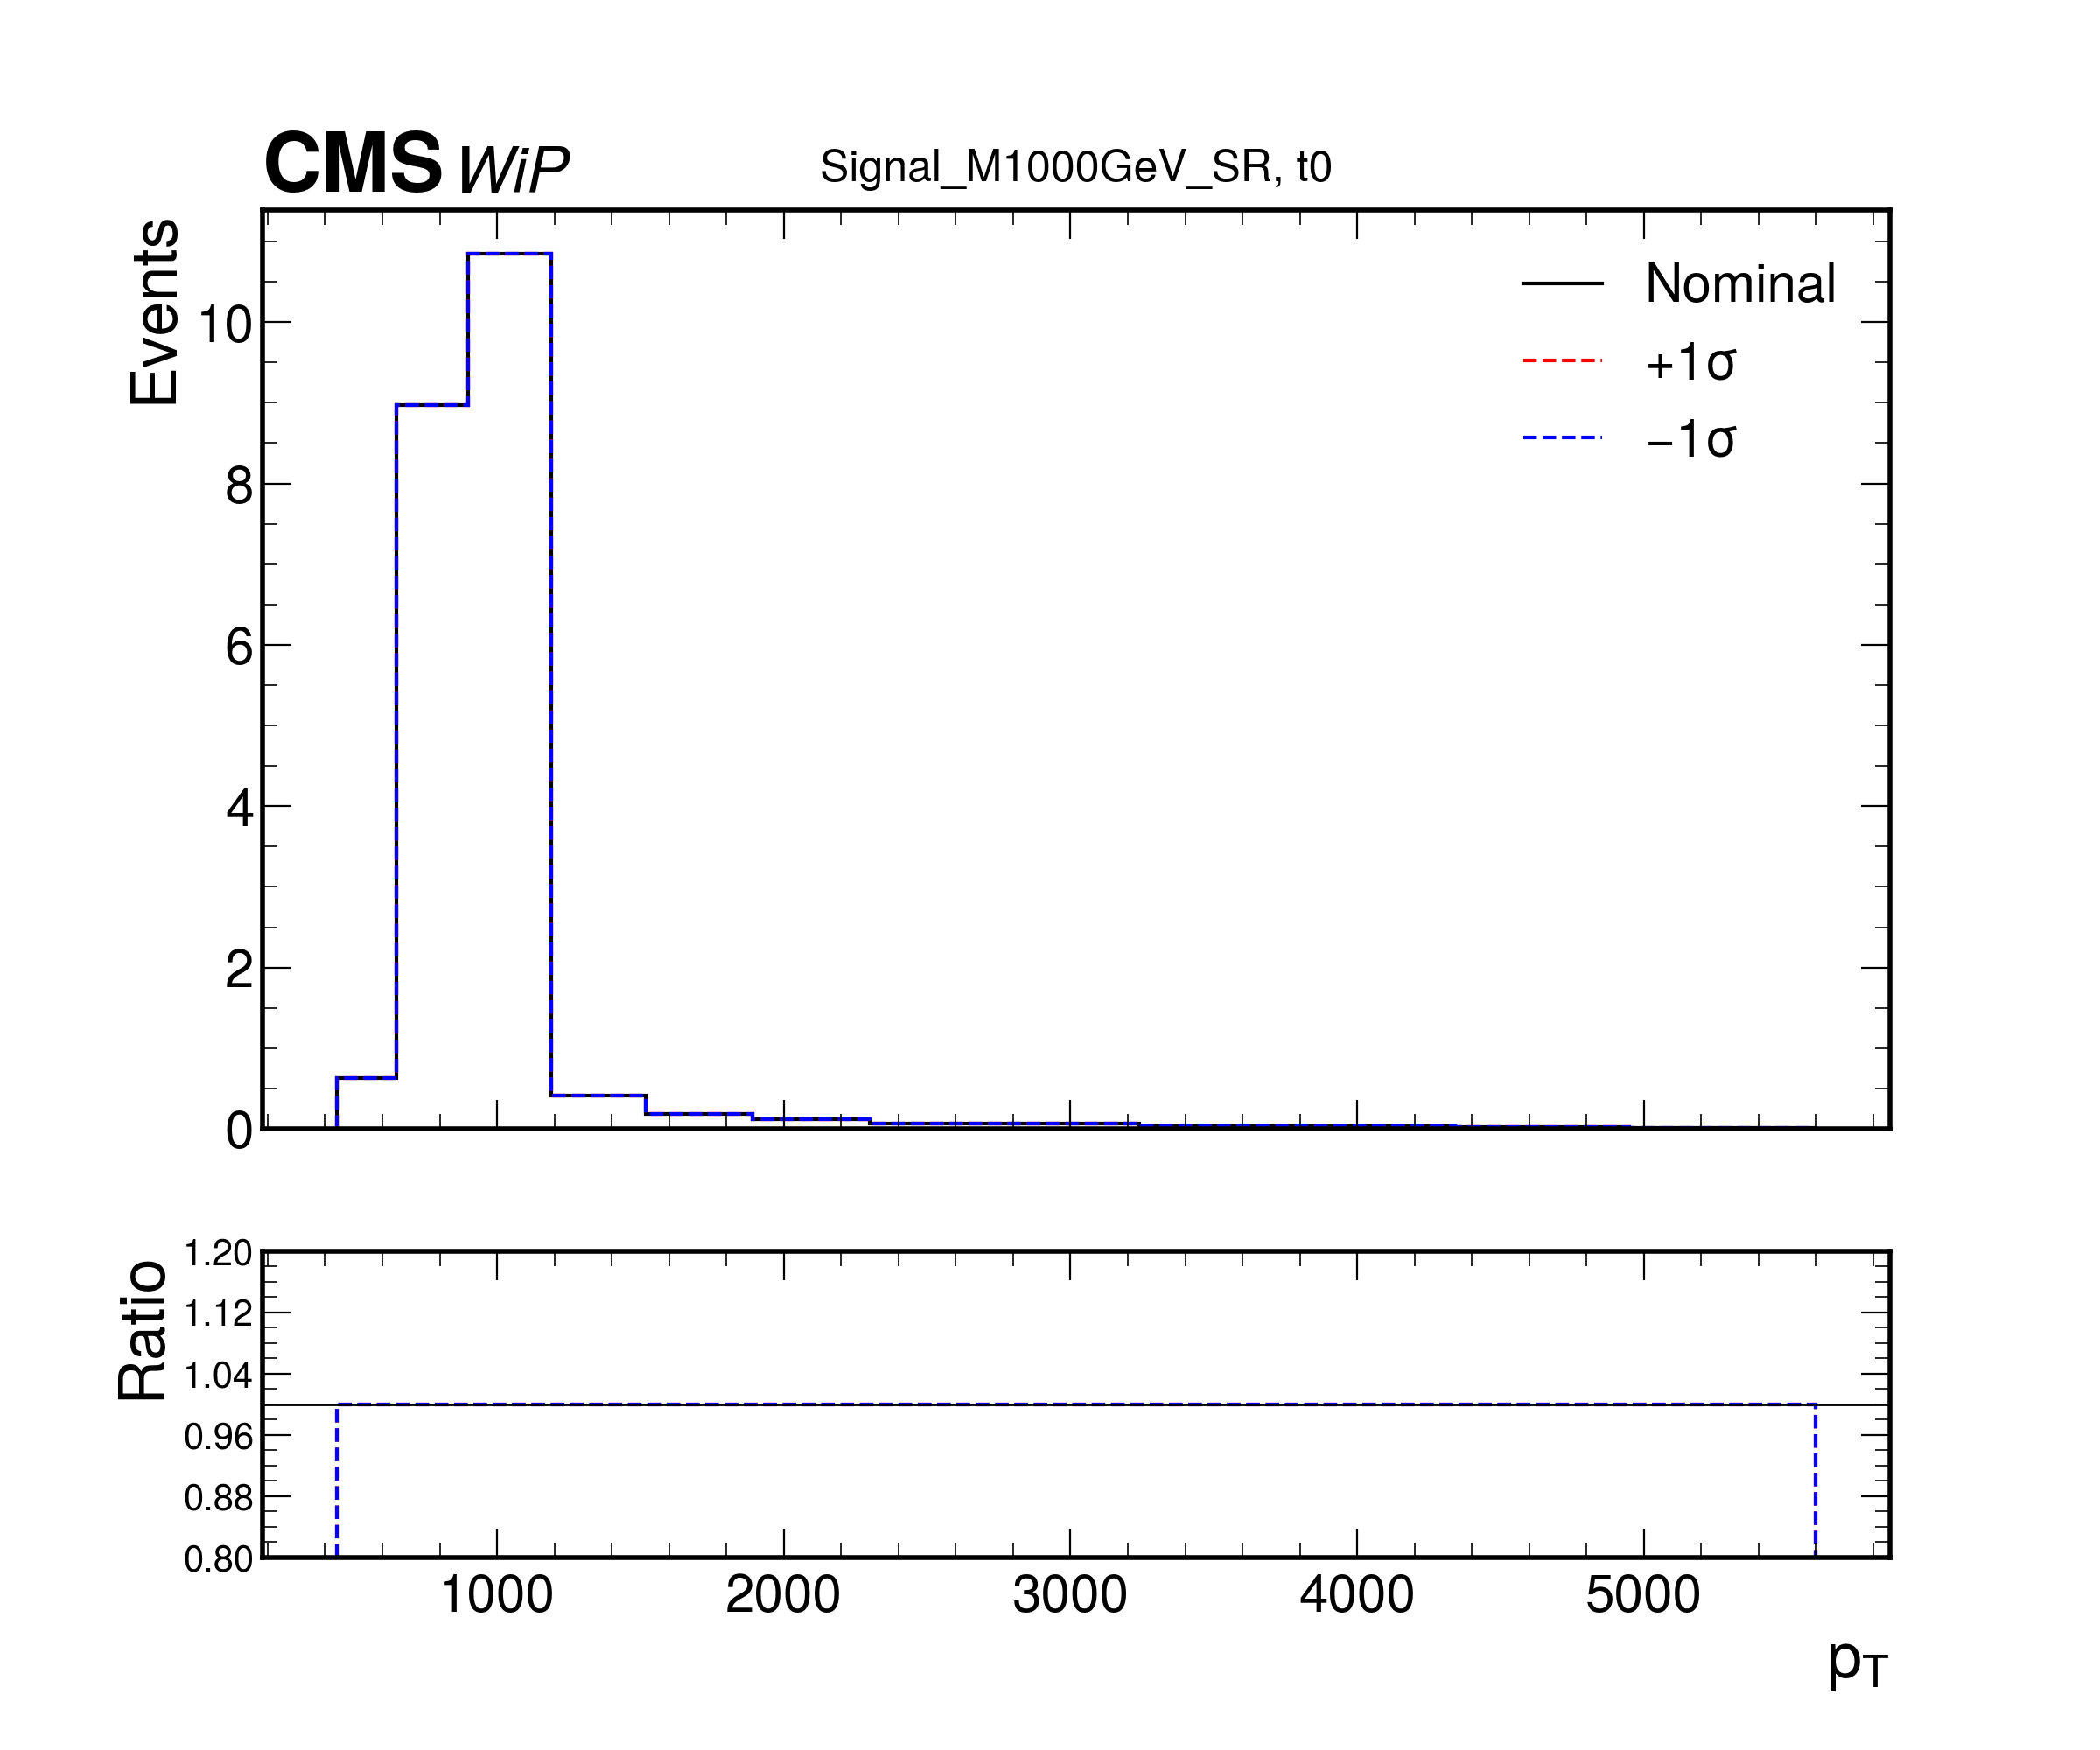 CMS WiP
Signal_M1000GeV_SR, t0
Events
10
8
6
4
2
0
Nominal
+1σ
−1σ
Ratio
1.20
1.12
1.04
0.96
0.88
0.80
1000 2000 3000 4000 5000
pT